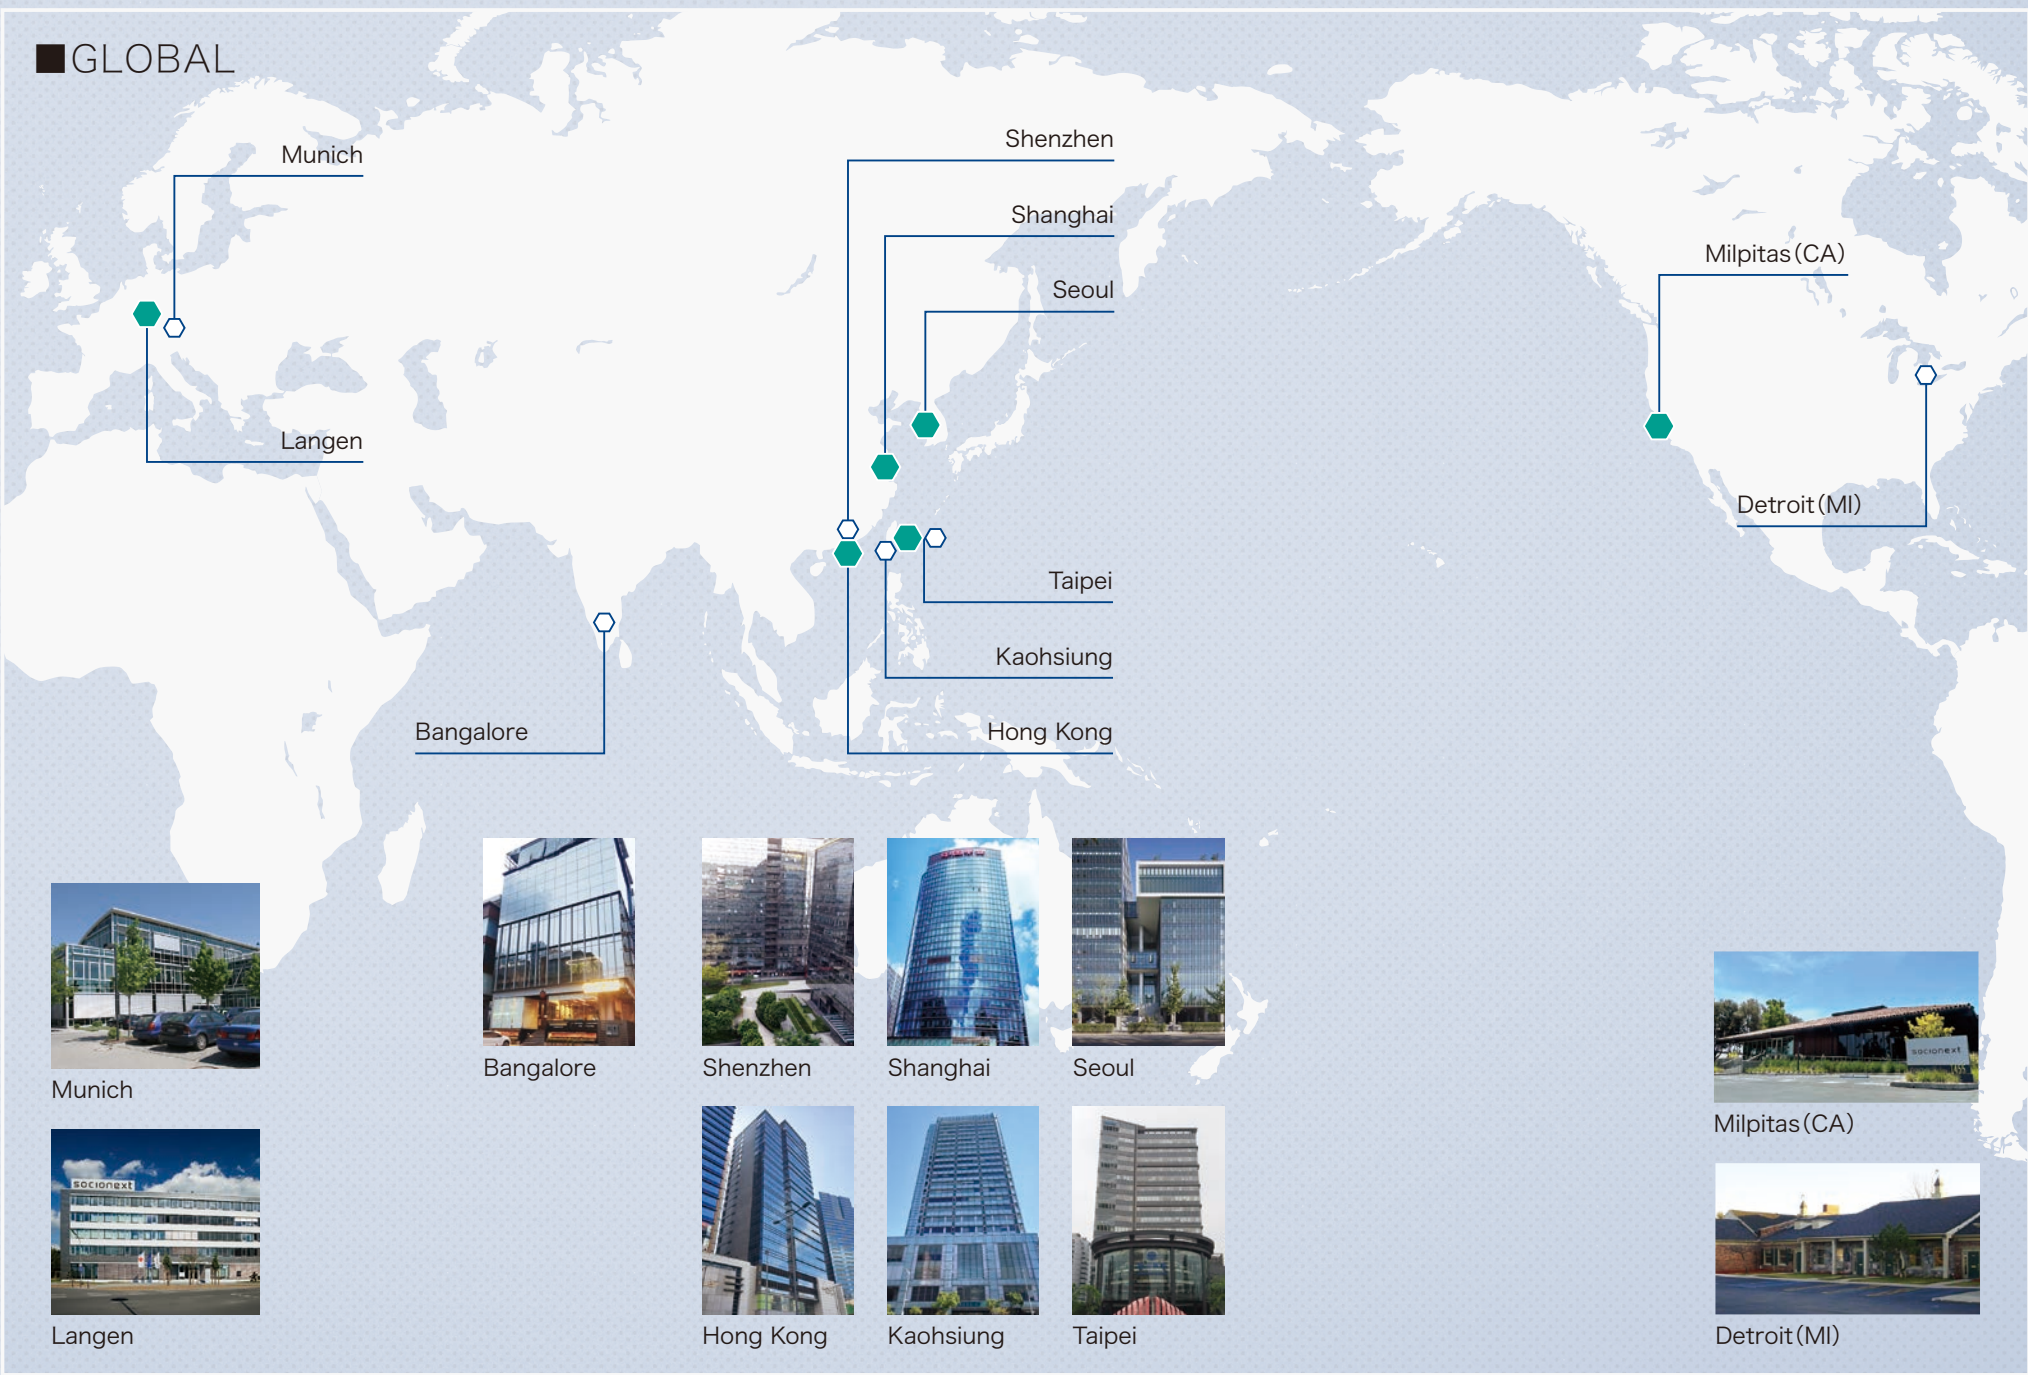 ■GLOBAL
Munich
Shenzhen
Shanghai
Milpitas(CA)
Seoul
Langen
Detroit(MI)
Taipei
Kaohsiung
Bangalore
Hong Kong
socionext
Munich
Bangalore
Shenzhen
Shanghai
Seoul
Milpitas(CA)
socionext
Langen
Hong Kong
Kaohsiung
Taipei
Detroit(MI)